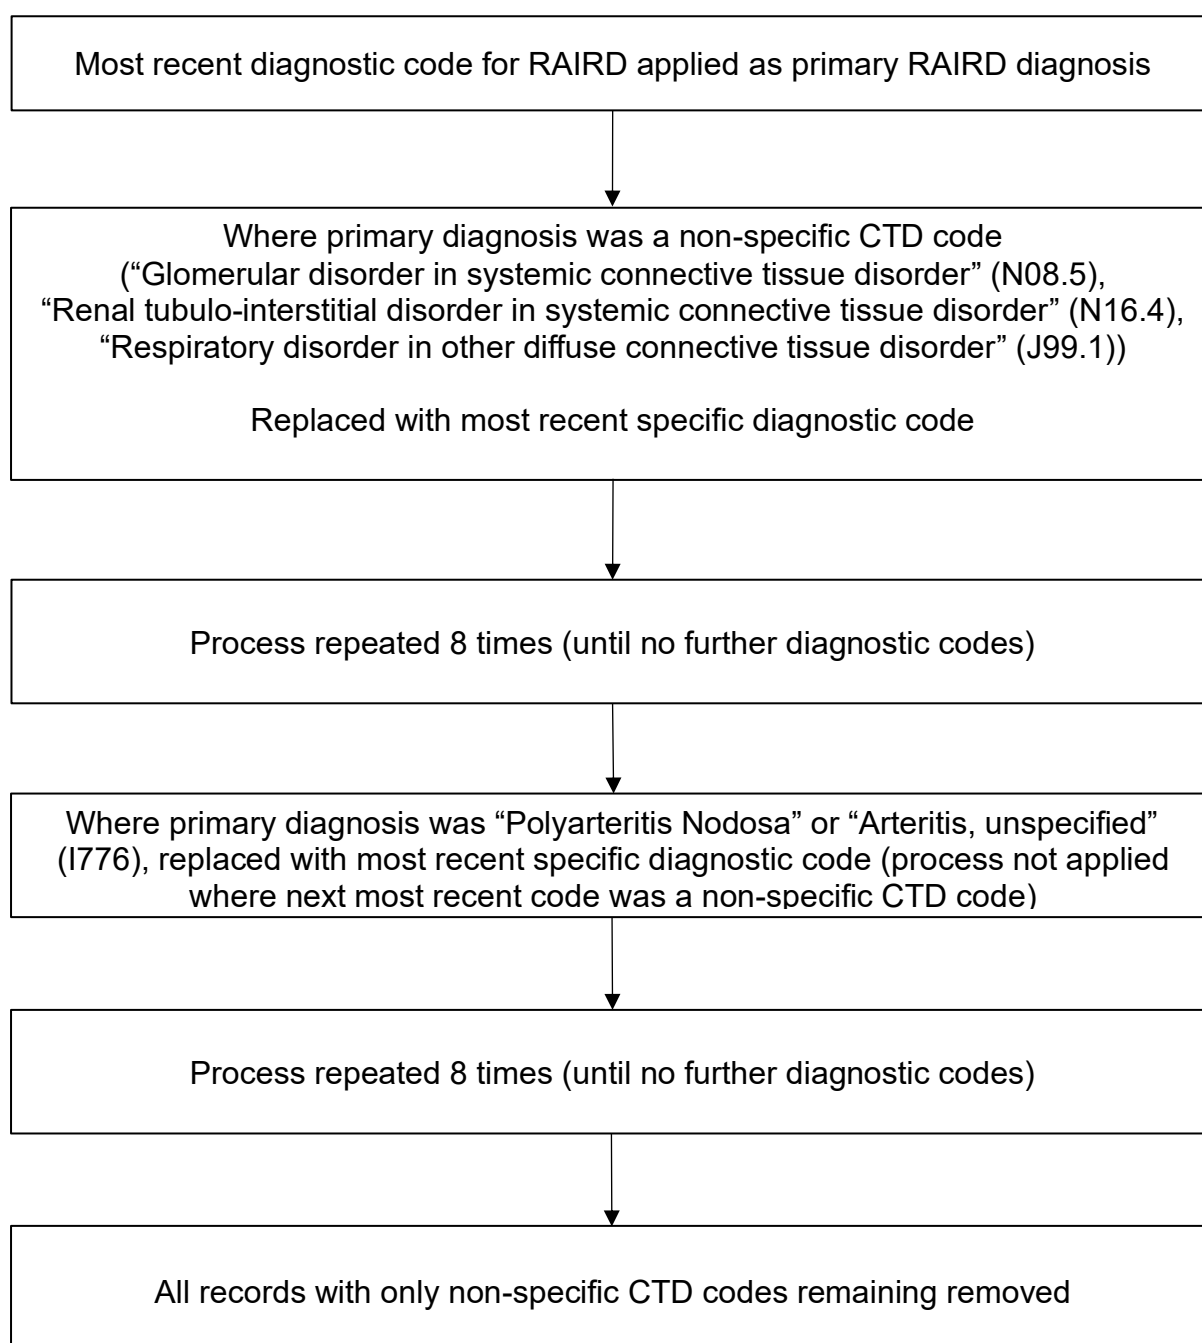 Most recent diagnostic code for RAIRD applied as primary RAIRD diagnosis
Where primary diagnosis was a non-specific CTD code
(“Glomerular disorder in systemic connective tissue disorder” (N08.5),
“Renal tubulo-interstitial disorder in systemic connective tissue disorder” (N16.4),
“Respiratory disorder in other diffuse connective tissue disorder” (J99.1))
Replaced with most recent specific diagnostic code
Process repeated 8 times (until no further diagnostic codes)
Where primary diagnosis was “Polyarteritis Nodosa” or “Arteritis, unspecified”
(I776), replaced with most recent specific diagnostic code (process not applied
where next most recent code was a non-specific CTD code)
Process repeated 8 times (until no further diagnostic codes)
All records with only non-specific CTD codes remaining removed